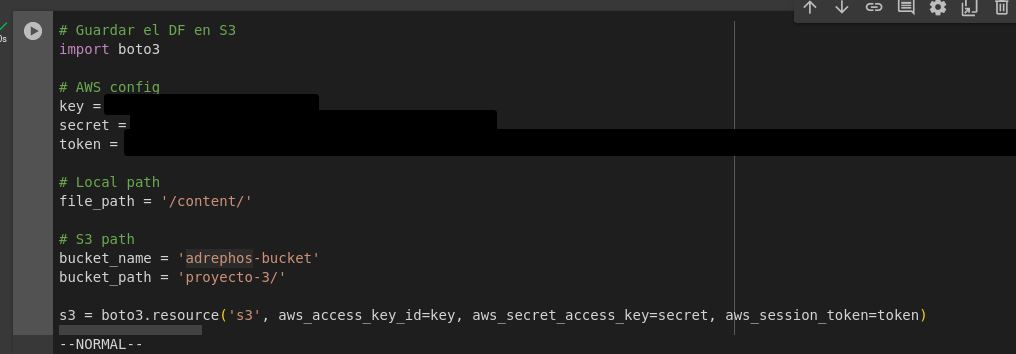 # Guardar el DF en S3
import boto3
# AWS config
key =
secret =
token =
# Local path
file_path = '/content/'
# S3 path
bucket_name = 'adrephos-bucket'
bucket_path = 'proyecto-3/'
s3 = boto3.resource('s3', aws_access_key_id=key, aws_secret_access_key=secret, aws_session_token=token)
--NORMAL--